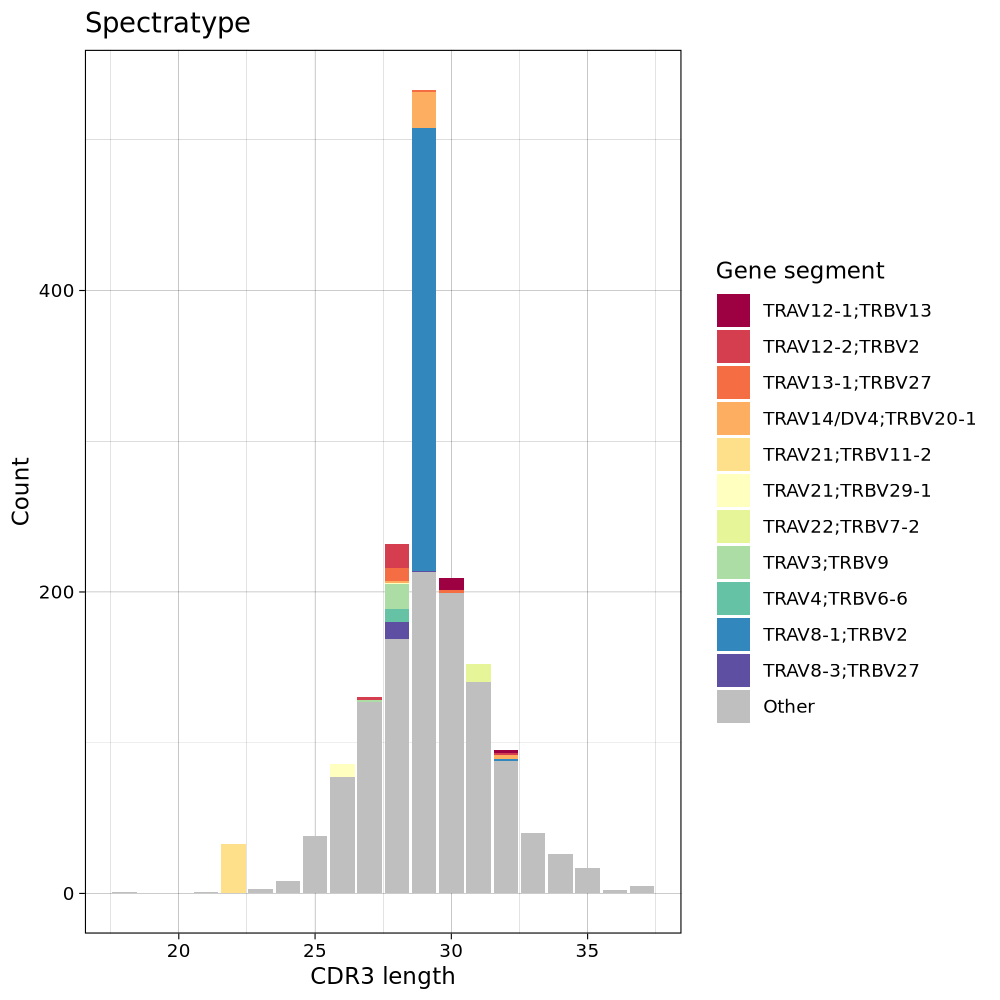 Spectratype
Count
400
200
0
20
25
30
35
CDR3 length
Gene segment
TRAV12-1;TRBV13
TRAV12-2;TRBV2
TRAV13-1;TRBV27
TRAV14/DV4;TRBV20-1
TRAV21;TRBV11-2
TRAV21;TRBV29-1
TRAV22;TRBV7-2
TRAV3;TRBV9
TRAV4;TRBV6-6
TRAV8-1;TRBV2
TRAV8-3;TRBV27
Other